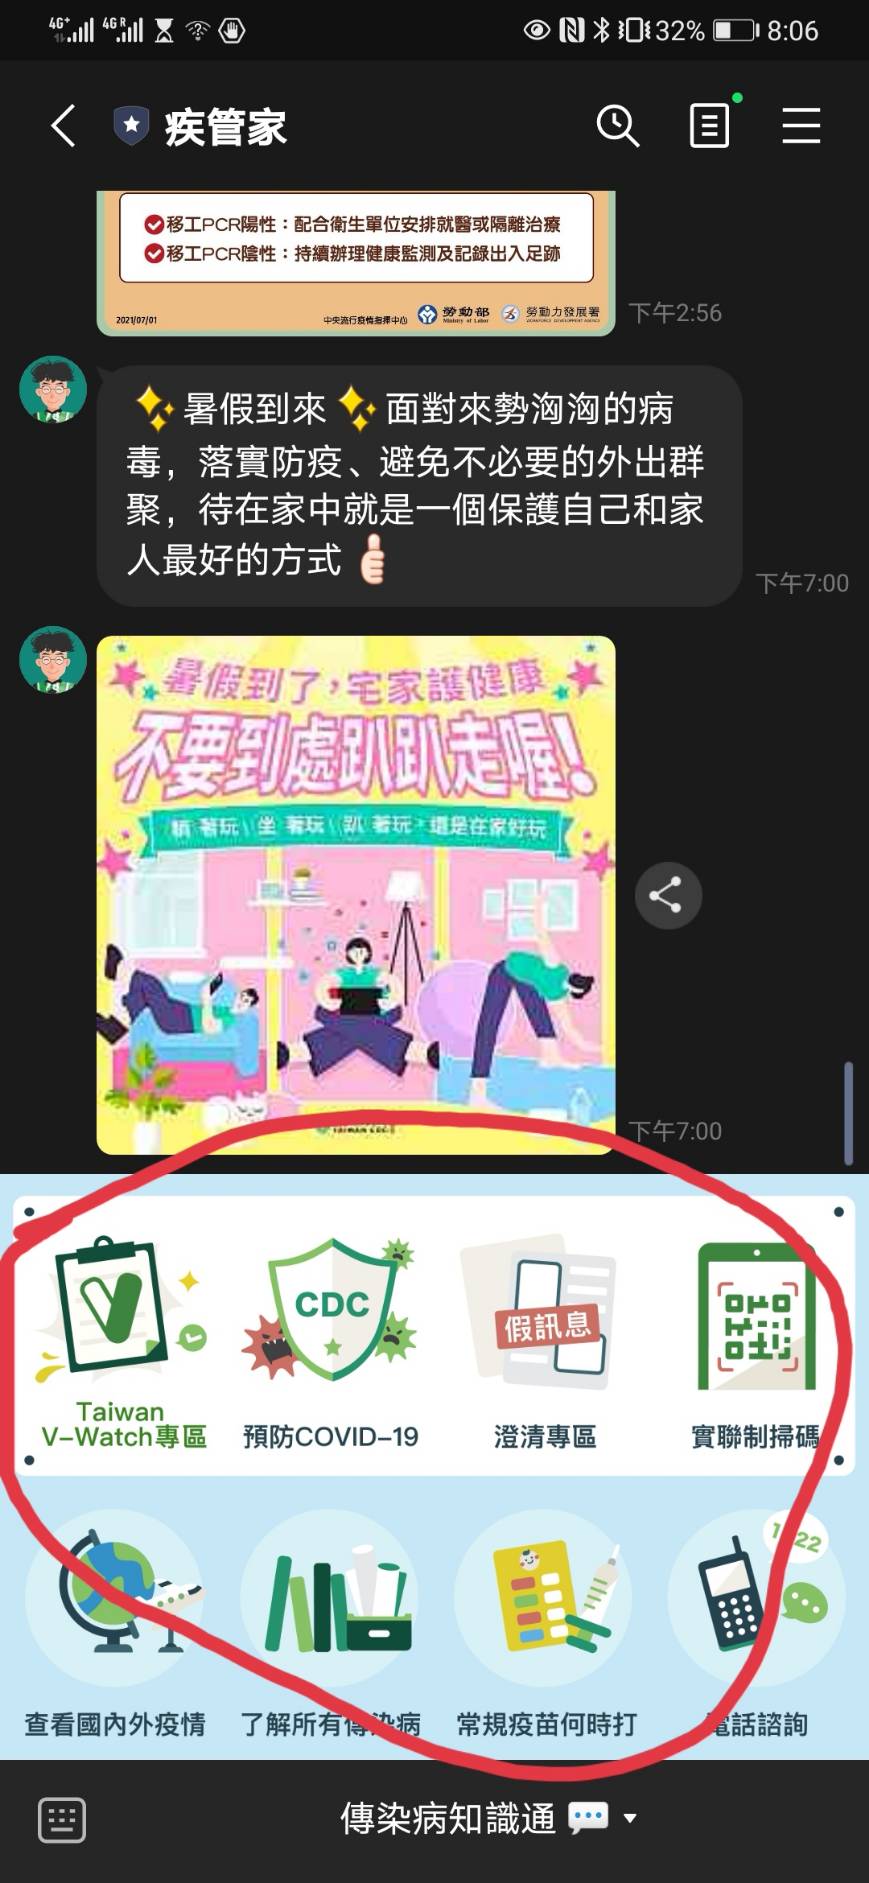 4G+ 4G R 32% 8:06
疾管家
移工PCR陽性：配合衛生單位安排就醫或隔離治療
移工PCR陰性：持續辦理健康監測及記錄出入足跡
2021/07/01 中央流行疫情指揮中心 勞動部 Ministry of Labor 勞動力發展署 WORKFORCE DEVELOPMENT AGENCY
下午2:56
✨暑假到來✨面對來勢洶洶的病
毒，落實防疫、避免不必要的外出群
聚，待在家中就是一個保護自己和家
人最好的方式👍
下午7:00
暑假到了，宅家護健康
不要到處趴趴走喔!
躺著玩\坐著玩\趴著玩，還是在家好玩
TAIWAN CDC
下午7:00
Taiwan
V-Watch專區
預防COVID-19
假訊息
澄清專區
實聯制掃碼
CDC
查看國內外疫情
了解所有傳染病
常規疫苗何時打
1922
電話諮詢
傳染病知識通 💬 ▼